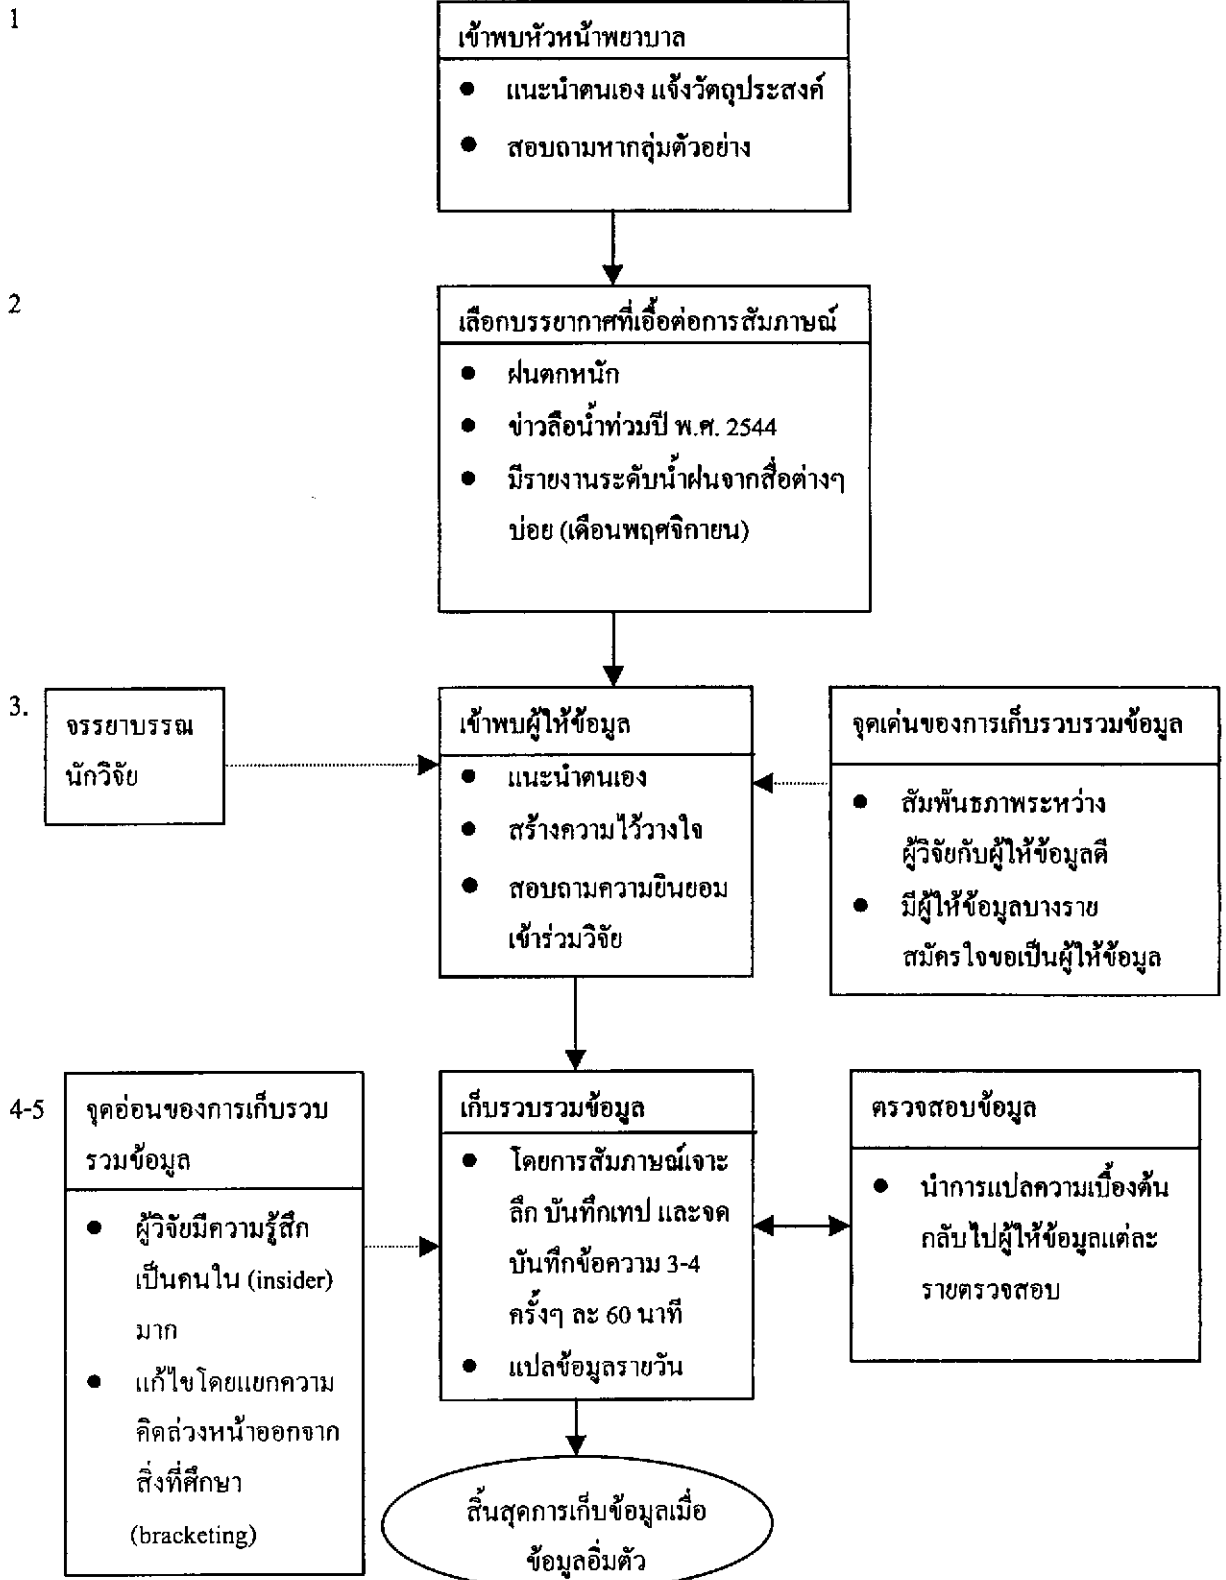 1
เข้าพบหัวหน้าพยาบาล
● แนะนำตนเอง แจ้งวัตถุประสงค์
● สอบถามหากลุ่มตัวอย่าง
2
เลือกบรรยากาศที่เอื้อต่อการสัมภาษณ์
● ฝนตกหนัก
● ข่าวลือน้ำท่วมปี พ.ศ. 2544
● มีรายงานระดับน้ำฝนจากสื่อต่างๆ
บ่อย (เดือนพฤศจิกายน)
3.
จรรยาบรรณ
นักวิจัย
เข้าพบผู้ให้ข้อมูล
● แนะนำตนเอง
● สร้างความไว้วางใจ
● สอบถามความยินยอม
เข้าร่วมวิจัย
จุดเด่นของการเก็บรวบรวมข้อมูล
● สัมพันธภาพระหว่าง
ผู้วิจัยกับผู้ให้ข้อมูลดี
● มีผู้ให้ข้อมูลบางราย
สมัครใจขอเป็นผู้ให้ข้อมูล
4-5
จุดอ่อนของการเก็บรวบ
รวมข้อมูล
● ผู้วิจัยมีความรู้สึก
เป็นคนใน (insider)
มาก
● แก้ไขโดยแยกความ
คิดล่วงหน้าออกจาก
สิ่งที่ศึกษา
(bracketing)
เก็บรวบรวมข้อมูล
● โดยการสัมภาษณ์เจาะ
ลึก บันทึกเทป และจด
บันทึกข้อความ 3-4
ครั้งๆ ละ 60 นาที
● แปลข้อมูลรายวัน
ตรวจสอบข้อมูล
● นำการแปลความเบื้องต้น
กลับไปผู้ให้ข้อมูลแต่ละ
รายตรวจสอบ
สิ้นสุดการเก็บข้อมูลเมื่อ
ข้อมูลอิ่มตัว